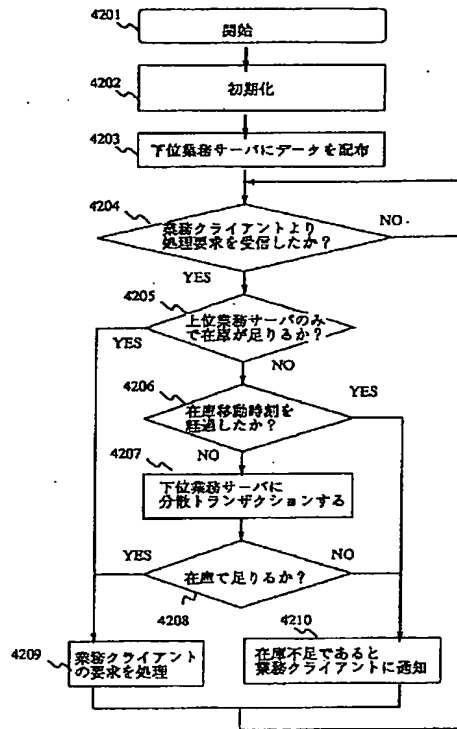 4201
開始
4202
初期化
4203
下位業務サーバにデータを配布
4204
業務クライアントより
処理要求を受信したか?
NO
YES
4205
上位業務サーバのみ
で在庫が足りるか?
YES
NO
4206
在庫移動時刻を
経過したか?
YES
NO
4207
下位業務サーバに
分散トランザクションする
YES
在庫で足りるか?
NO
4208
4209
業務クライアント
の要求を処理
4210
在庫不足であると
業務クライアントに通知